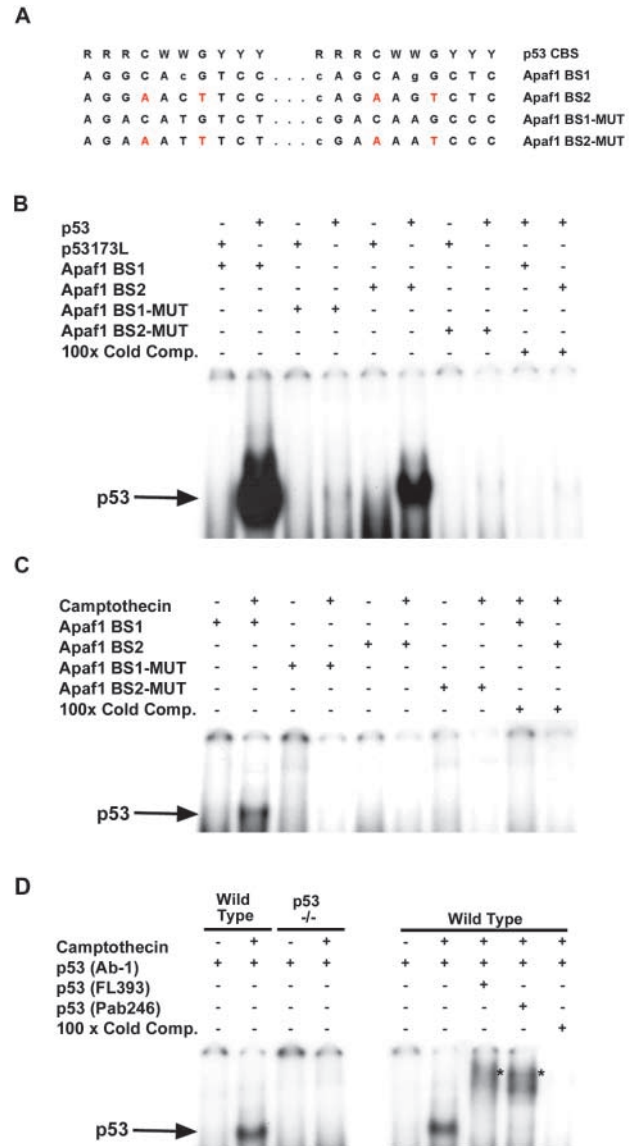 A
R R R C W W G Y Y Y R R R C W W G Y Y Y p53 CBS
A G G C A c G T C C . . . c A G C A g G C T C Apaf1 BS1
A G G A A C T T C C . . . c A G A A G T C T C Apaf1 BS2
A G A C A T G T C T . . . c G A C A A G C C C Apaf1 BS1-MUT
A G A A A T T T C T . . . c G A A A A T C C C Apaf1 BS2-MUT
B
p53 - + - + - + - + + +
p53173L + - + - + - + - - -
Apaf1 BS1 + + - - - - - - + -
Apaf1 BS2 - - - - + + - - - +
Apaf1 BS1-MUT - - + + - - - - - -
Apaf1 BS2-MUT - - - - - - + + - -
100x Cold Comp. - - - - - - - - + +
p53
C
Camptothecin - + - + - + - + + +
Apaf1 BS1 + + - - - - - - + -
Apaf1 BS2 - - - - + + - - - +
Apaf1 BS1-MUT - - + + - - - - - -
Apaf1 BS2-MUT - - - - - - + + - -
100x Cold Comp. - - - - - - - - + +
p53
D
Wild Type p53 -/- Wild Type
Camptothecin - + - + - + + + +
p53 (Ab-1) + + + + + + + + +
p53 (FL393) - - - - - - + - -
p53 (Pab246) - - - - - - - + -
100 x Cold Comp. - - - - - - - - +
* *
p53